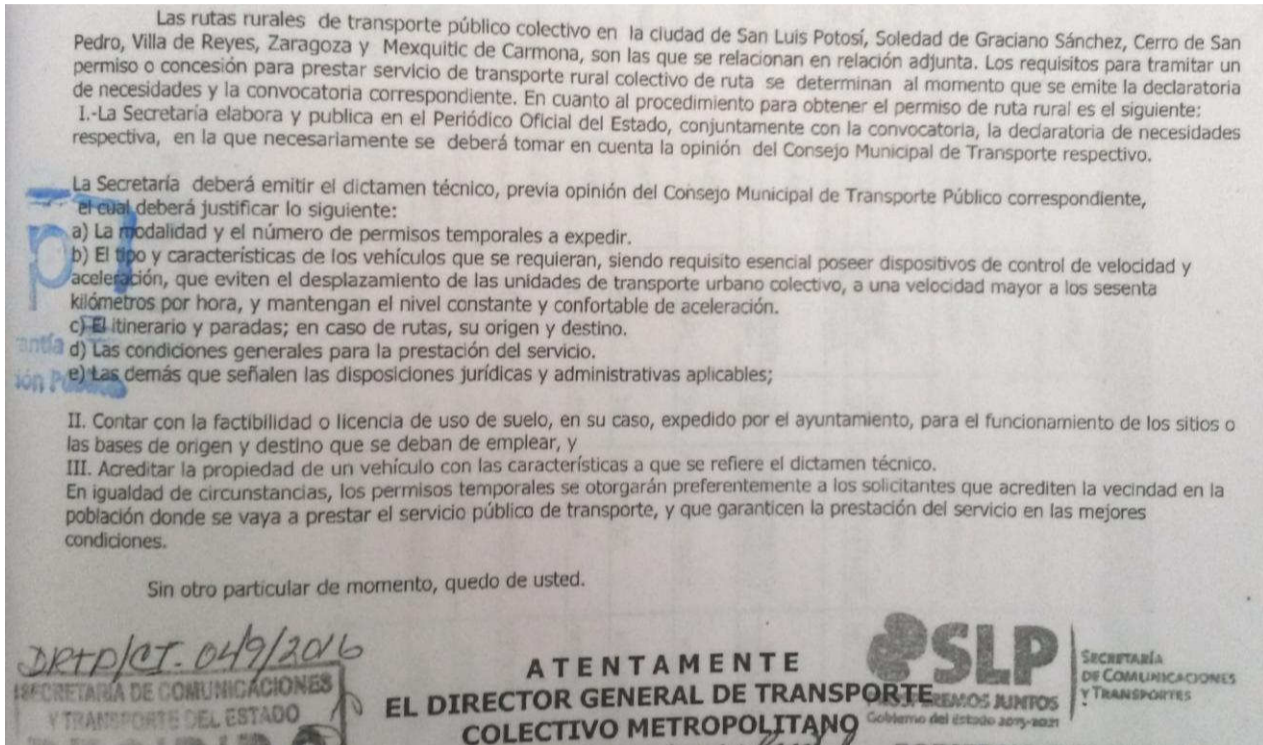 Las rutas rurales de transporte público colectivo en la ciudad de San Luis Potosí, Soledad de Graciano Sánchez, Cerro de San
Pedro, Villa de Reyes, Zaragoza y Mexquitic de Carmona, son las que se relacionan en relación adjunta. Los requisitos para tramitar un
permiso o concesión para prestar servicio de transporte rural colectivo de ruta se determinan al momento que se emite la declaratoria
de necesidades y la convocatoria correspondiente. En cuanto al procedimiento para obtener el permiso de ruta rural es el siguiente:
I.-La Secretaría elabora y publica en el Periódico Oficial del Estado, conjuntamente con la convocatoria, la declaratoria de necesidades
respectiva, en la que necesariamente se deberá tomar en cuenta la opinión del Consejo Municipal de Transporte respectivo.
La Secretaría deberá emitir el dictamen técnico, previa opinión del Consejo Municipal de Transporte Público correspondiente,
el cual deberá justificar lo siguiente:
a) La modalidad y el número de permisos temporales a expedir.
b) El tipo y características de los vehículos que se requieran, siendo requisito esencial poseer dispositivos de control de velocidad y
aceleración, que eviten el desplazamiento de las unidades de transporte urbano colectivo, a una velocidad mayor a los sesenta
kilómetros por hora, y mantengan el nivel constante y confortable de aceleración.
c) El itinerario y paradas; en caso de rutas, su origen y destino.
antía
d) Las condiciones generales para la prestación del servicio.
ión
e) Las demás que señalen las disposiciones jurídicas y administrativas aplicables;
II. Contar con la factibilidad o licencia de uso de suelo, en su caso, expedido por el ayuntamiento, para el funcionamiento de los sitios o
las bases de origen y destino que se deban de emplear, y
III. Acreditar la propiedad de un vehículo con las características a que se refiere el dictamen técnico.
En igualdad de circunstancias, los permisos temporales se otorgarán preferentemente a los solicitantes que acrediten la vecindad en la
población donde se vaya a prestar el servicio público de transporte, y que garanticen la prestación del servicio en las mejores
condiciones.
Sin otro particular de momento, quedo de usted.
DRTP/CT. 049/2016
SECRETARÍA DE COMUNICACIONES
Y TRANSPORTE DEL ESTADO
ATENTAMENTE
EL DIRECTOR GENERAL DE TRANSPORTE
COLECTIVO METROPOLITANO
SLP
JUNTOS
Gobierno del Estado 2015-2021
SECRETARÍA
DE COMUNICACIONES
Y TRANSPORTES